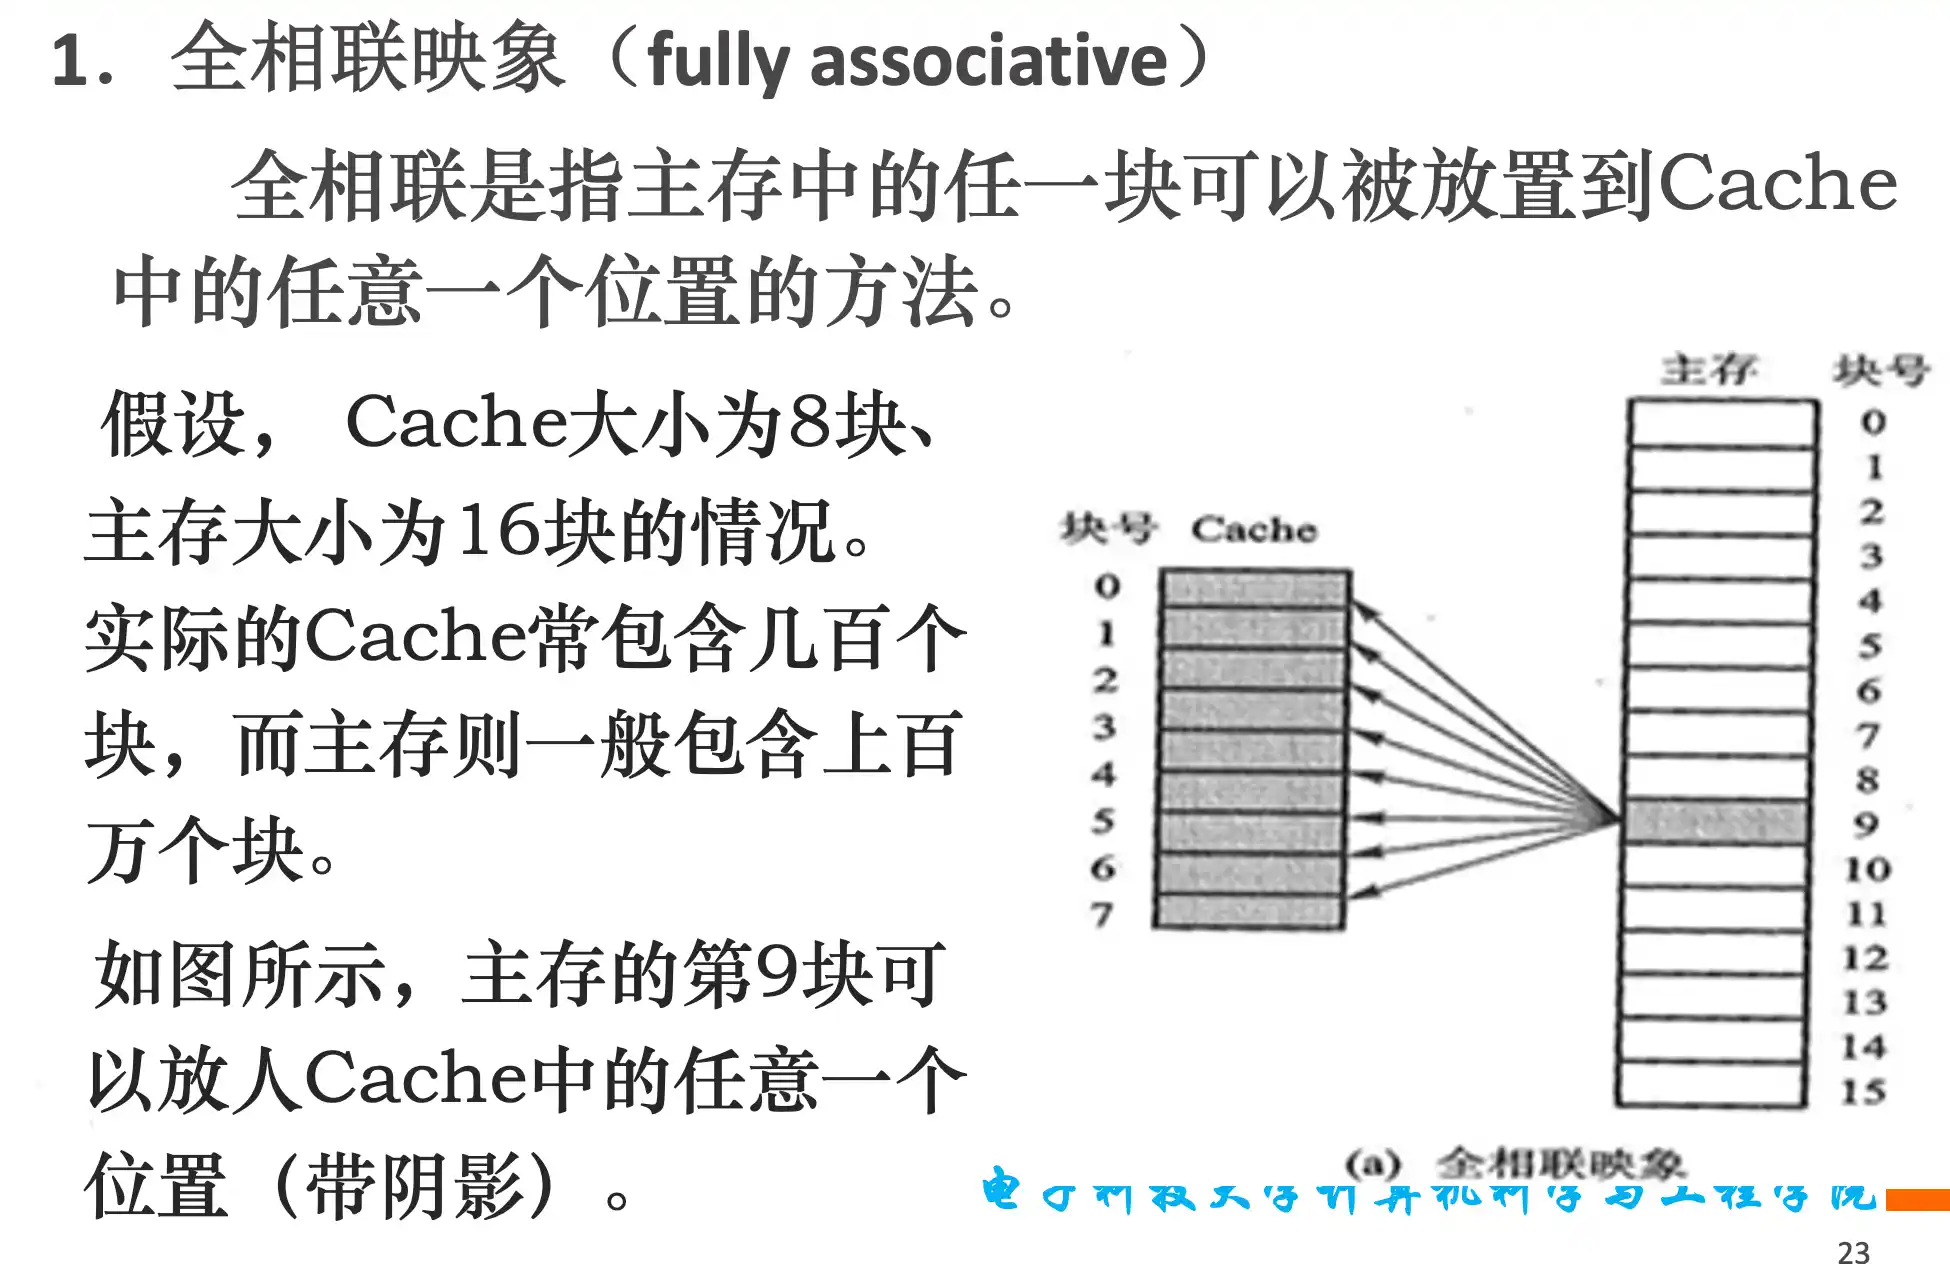 1. 全相联映象（fully associative）
全相联是指主存中的任一块可以被放置到Cache
中的任意一个位置的方法。
假设， Cache大小为8块、
主存大小为16块的情况。
实际的Cache常包含几百个
块，而主存则一般包含上百
万个块。
如图所示，主存的第9块可
以放人Cache中的任意一个
位置（带阴影）。
块号 Cache
0
1
2
3
4
5
6
7
主存 块号
0
1
2
3
4
5
6
7
8
9
10
11
12
13
14
15
(a) 全相联映象
电子科技大学计算机科学与工程学院
23